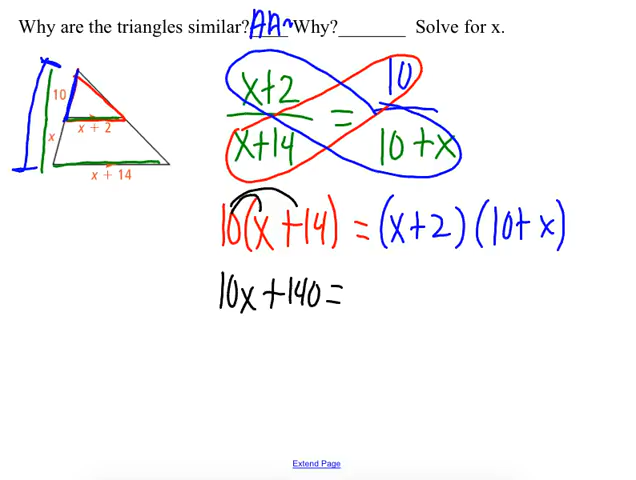 Why are the triangles similar? AA~ Why?________ Solve for x.
10
x
x + 2
x + 14
x+2 10
= 
x+14 10+x
10(x+14) = (x+2)(10+x)
10x+140=
Extend Page